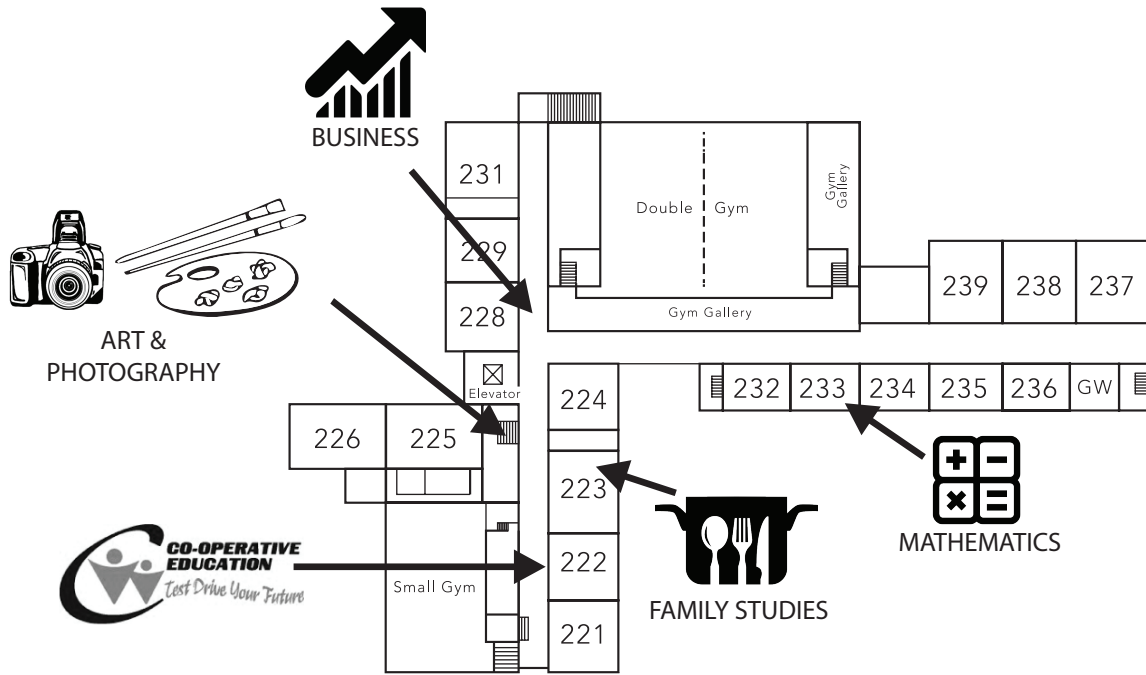 BUSINESS
231
Double Gym
Gym
Gallery
229
239 238 237
228
Gym Gallery
ART &
PHOTOGRAPHY
Elevator
224
232 233 234 235 236 GW
226 225
223
MATHEMATICS
CO-OPERATIVE
EDUCATION
Test Drive Your Future
Small Gym
222
FAMILY STUDIES
221